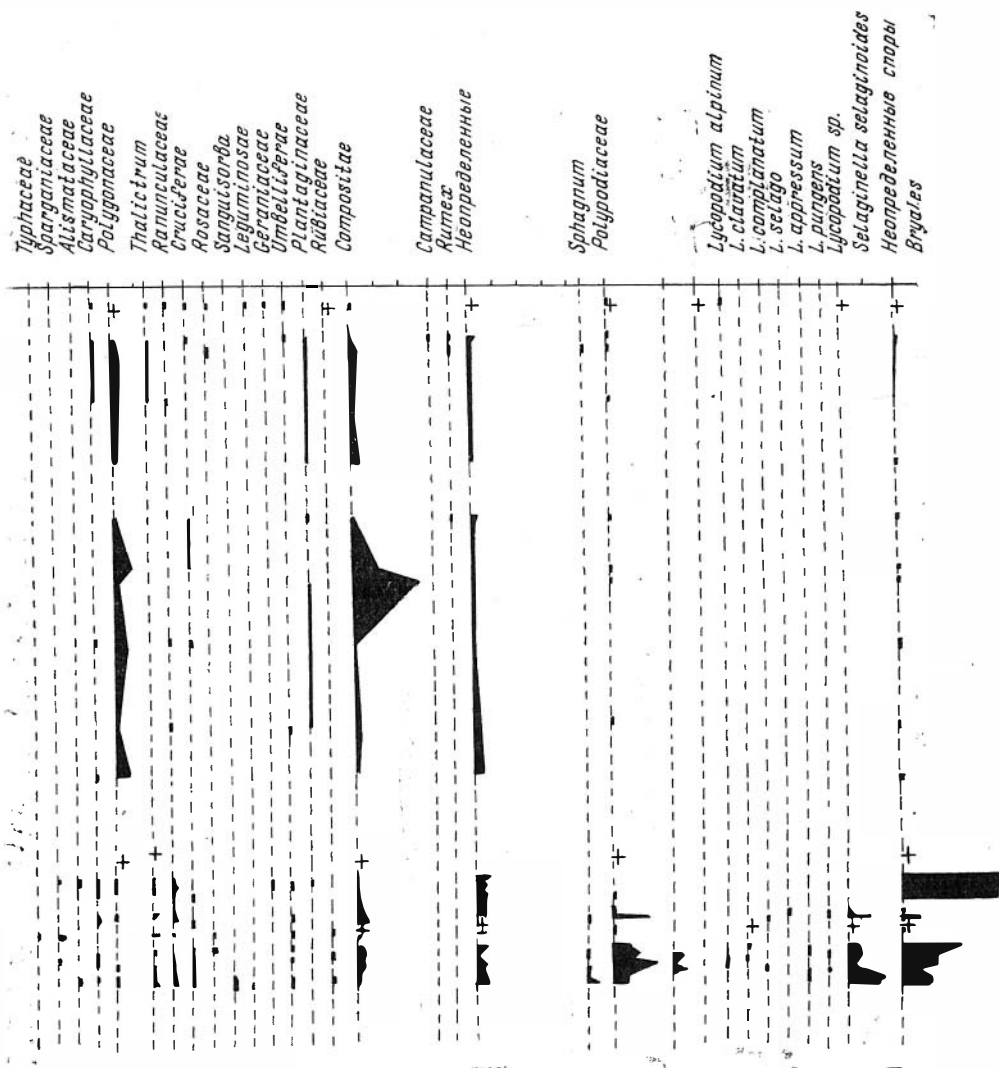 Typhaceae
Sparganiaceae
Alismataceae
Caryophyllaceae
Polygonaceae
Thalictrum
Ranunculaceae
Cruciferae
Rosaceae
Sanguisorba
Leguminosae
Geraniaceae
Umbelliferae
Plantaginaceae
Rubiaceae
Compositae
Campanulaceae
Rumex
Неопределенные
Sphagnum
Polypodiaceae
Lycopodium alpinum
L. clavatum
L. complanatum
L. selago
L. appressum
L. pungens
Lycopodium sp.
Selaginella selaginoides
Неопределенные споры
Bryales